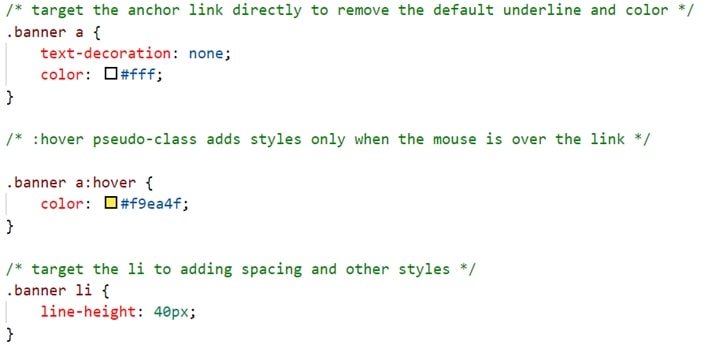 /* target the anchor link directly to remove the default underline and color */
.banner a {
text-decoration: none;
color: #fff;
}
/* :hover pseudo-class adds styles only when the mouse is over the link */
.banner a:hover {
color: #f9ea4f;
}
/* target the li to adding spacing and other styles */
.banner li {
line-height: 40px;
}